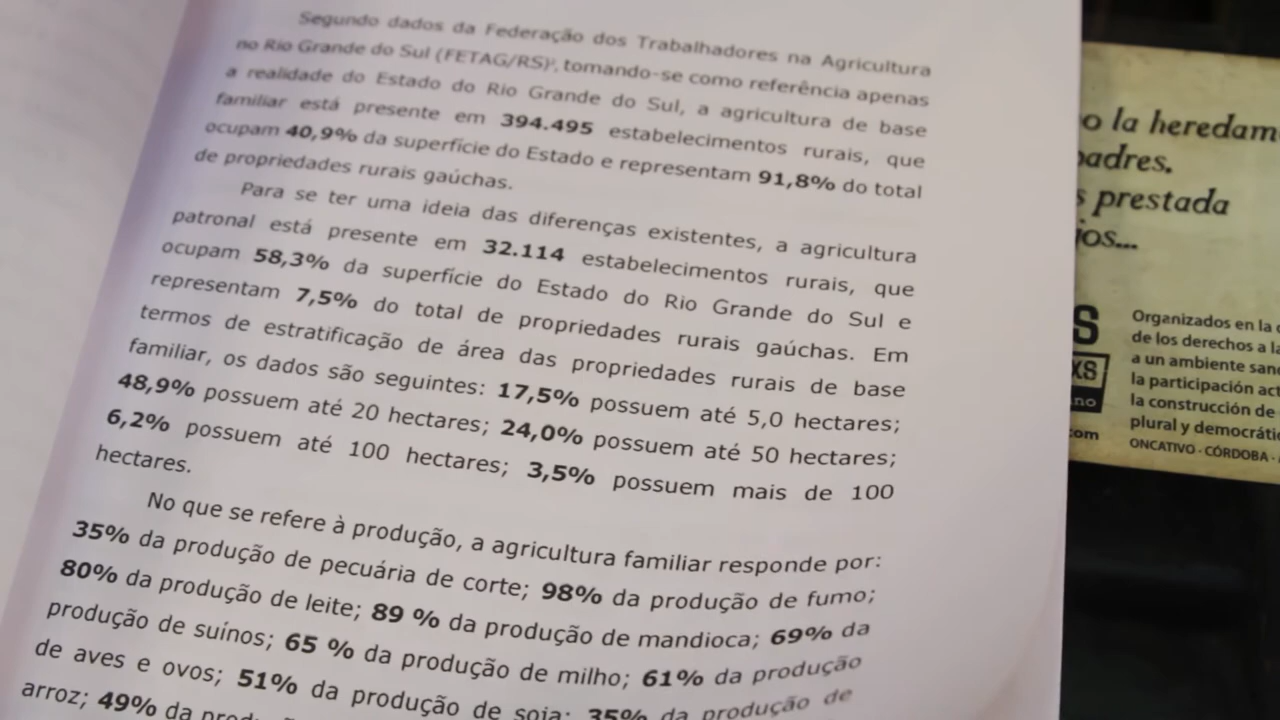 Segundo dados da Federação dos Trabalhadores na Agricultura
no Rio Grande do Sul (FETAG/RS)¹, tomando-se como referência apenas
a realidade do Estado do Rio Grande do Sul, a agricultura de base
familiar está presente em 394.495 estabelecimentos rurais, que
ocupam 40,9% da superfície do Estado e representam 91,8% do total
de propriedades rurais gaúchas.
Para se ter uma ideia das diferenças existentes, a agricultura
patronal está presente em 32.114 estabelecimentos rurais, que
ocupam 58,3% da superfície do Estado do Rio Grande do Sul e
representam 7,5% do total de propriedades rurais gaúchas. Em
termos de estratificação de área das propriedades rurais de base
familiar, os dados são seguintes: 17,5% possuem até 5,0 hectares;
48,9% possuem até 20 hectares; 24,0% possuem até 50 hectares;
6,2% possuem até 100 hectares; 3,5% possuem mais de 100
hectares.
No que se refere à produção, a agricultura familiar responde por:
35% da produção de pecuária de corte; 98% da produção de fumo;
80% da produção de leite; 89 % da produção de mandioca; 69% da
produção de suínos; 65 % da produção de milho; 61% da produção
de aves e ovos; 51% da produção de soja; 35% da produção de
arroz; 49% da
o la heredam
padres.
prestada
jos...
S
Organizados en la
de los derechos a la
XS
a un ambiente san
la participación act
no
la construcción de
com
plural y democrátic
ONCATIVO - CÓRDOBA -